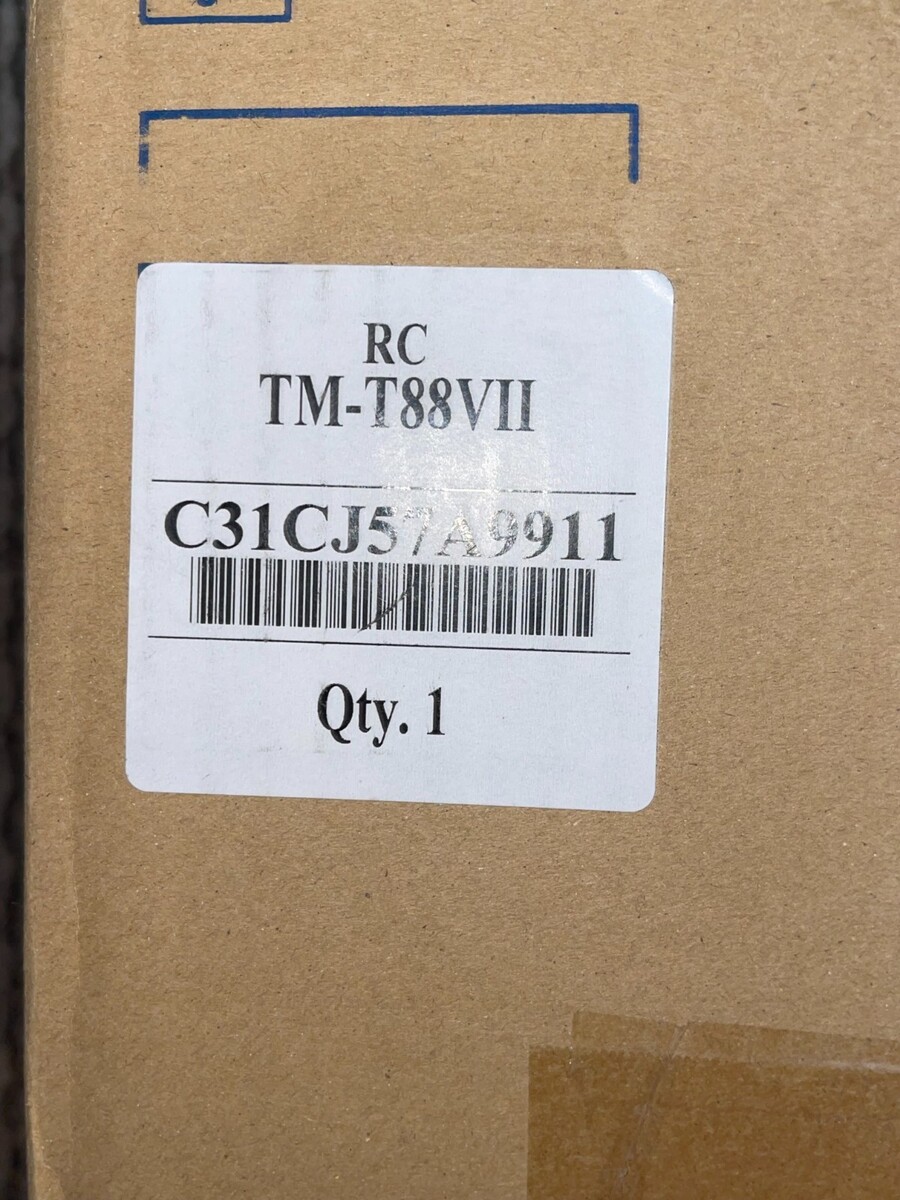 RC
TM-T88VII
C31CJ57A9911
Qty. 1